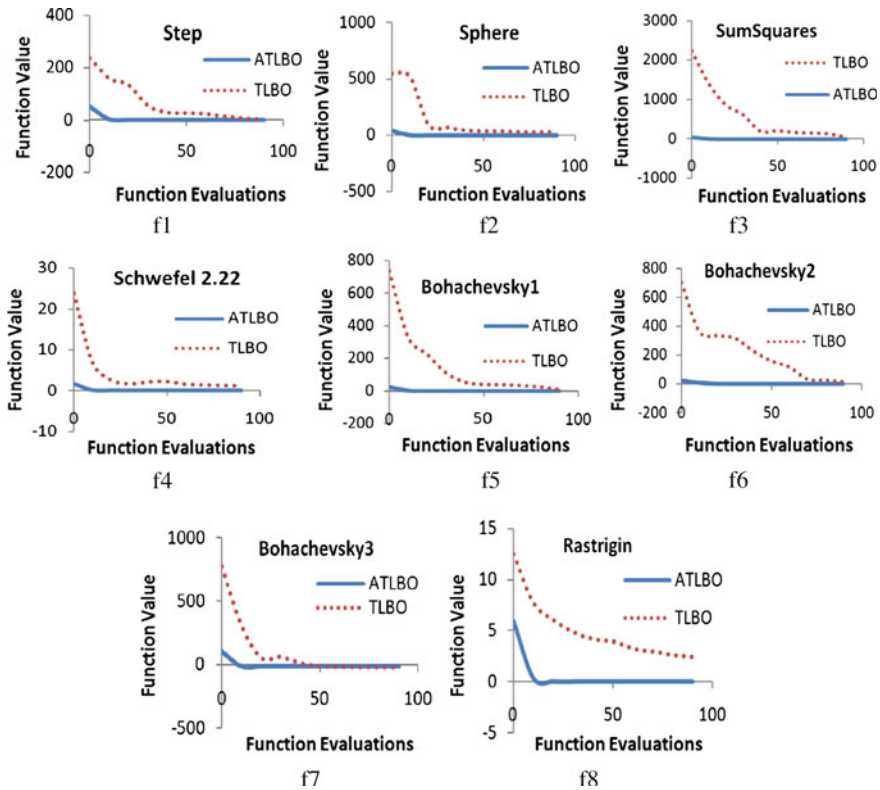 Step
Function Value
400
200
0
-200
0
50
100
ATLBO
TLBO
Function Evaluations
f1
Sphere
Function Value
1000
500
0
-500
0
50
100
ATLBO
TLBO
Function Evaluations
f2
SumSquares
Function Value
3000
2000
1000
0
-1000
0
50
100
TLBO
ATLBO
Function Evaluations
f3
Schwefel 2.22
Function Value
30
20
10
0
-10
0
50
100
ATLBO
TLBO
Function Evaluations
f4
Bohachevsky1
Function Value
800
600
400
200
0
-200
0
50
100
ATLBO
TLBO
Function Evaluations
f5
Bohachevsky2
Function Value
800
600
400
200
0
-200
0
50
100
ATLBO
TLBO
Function Evaluations
f6
Bohachevsky3
Function Value
1000
500
0
-500
0
50
100
ATLBO
TLBO
Function Evaluations
f7
Rastrigin
Function Value
15
10
5
0
-5
0
50
100
ATLBO
TLBO
Function Evaluations
f8